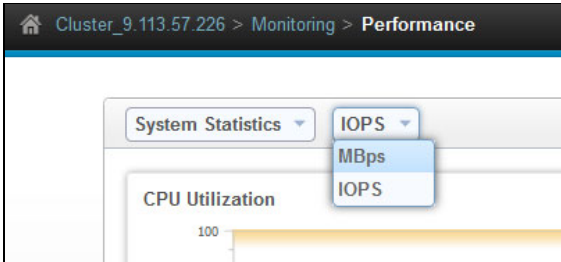 Cluster_9.113.57.226 > Monitoring > Performance
System Statistics IOPS
MBps
IOPS
CPU Utilization
100